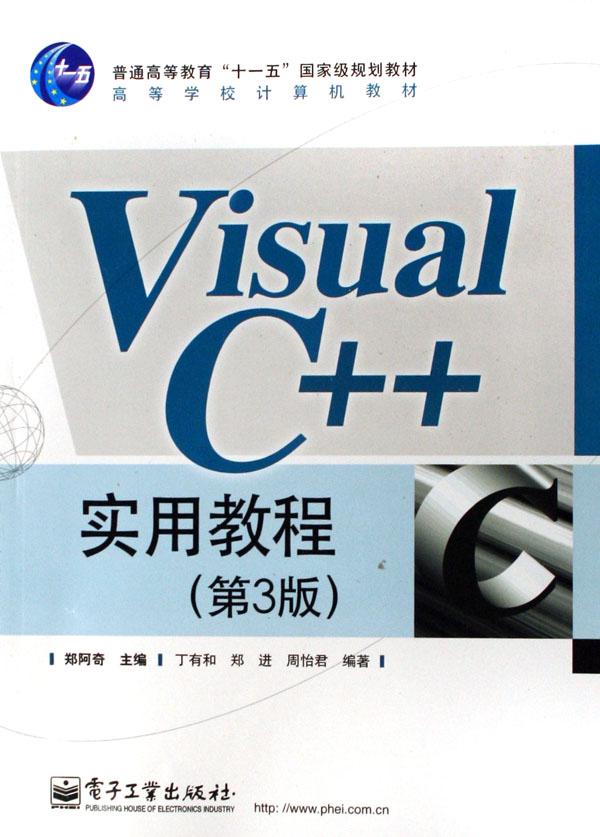 十一五
普通高等教育“十一五”国家级规划教材
高等学校计算机教材
Visual
C++
实用教程
(第3版)
C
郑阿奇 主编 丁有和 郑 进 周怡君 编著
電子工業出版社
PHEI PUBLISHING HOUSE OF ELECTRONICS INDUSTRY
http: //www.phei.com.cn